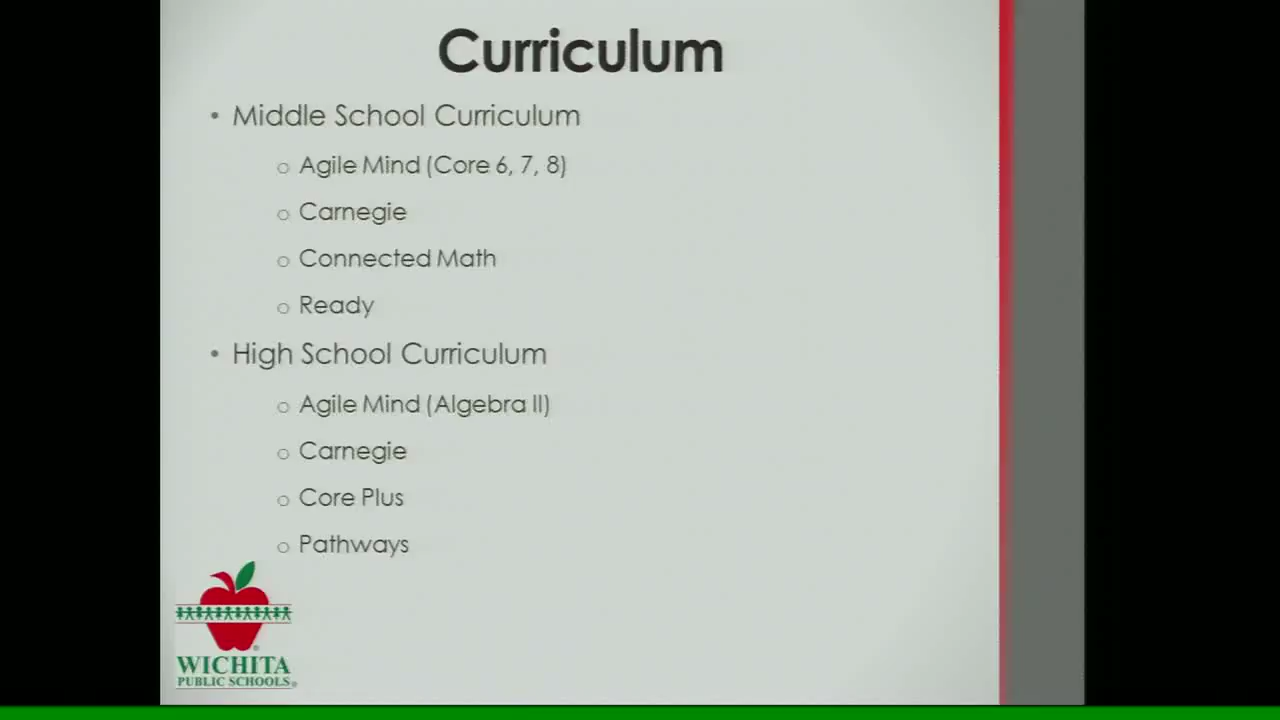 Curriculum
• Middle School Curriculum
o Agile Mind (Core 6, 7, 8)
o Carnegie
o Connected Math
o Ready
• High School Curriculum
o Agile Mind (Algebra II)
o Carnegie
o Core Plus
o Pathways
WICHITA
PUBLIC SCHOOLS®